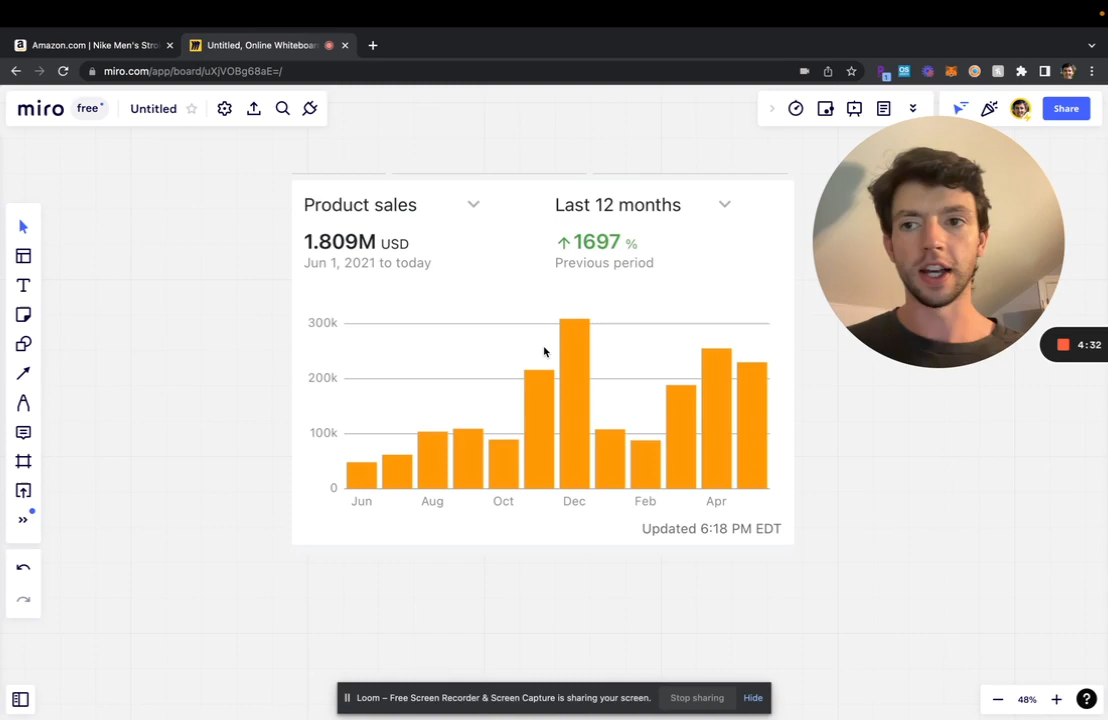 Amazon.com | Nike Men's Stro
Untitled, Online Whiteboar
miro.com/app/board/uXjVOBg68aE=/
miro free Untitled
Share
Product sales
Last 12 months
1.809M USD
1697 %
Jun 1, 2021 to today
Previous period
300k
200k
100k
0
Jun
Aug
Oct
Dec
Feb
Apr
Updated 6:18 PM EDT
4:32
Loom – Free Screen Recorder & Screen Capture is sharing your screen.
Stop sharing
Hide
48%